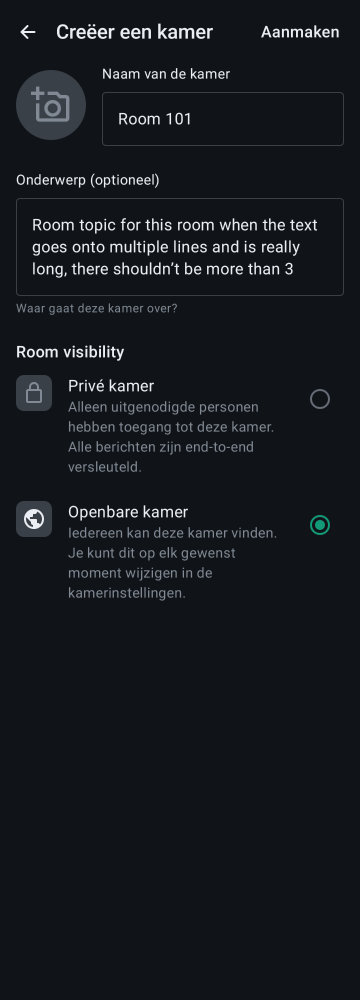 Creëer een kamer
Aanmaken
Naam van de kamer
Room 101
Onderwerp (optioneel)
Room topic for this room when the text
goes onto multiple lines and is really
long, there shouldn’t be more than 3
Waar gaat deze kamer over?
Room visibility
Privé kamer
Alleen uitgenodigde personen
hebben toegang tot deze kamer.
Alle berichten zijn end-to-end
versleuteld.
Openbare kamer
Iedereen kan deze kamer vinden.
Je kunt dit op elk gewenst
moment wijzigen in de
kamerinstellingen.